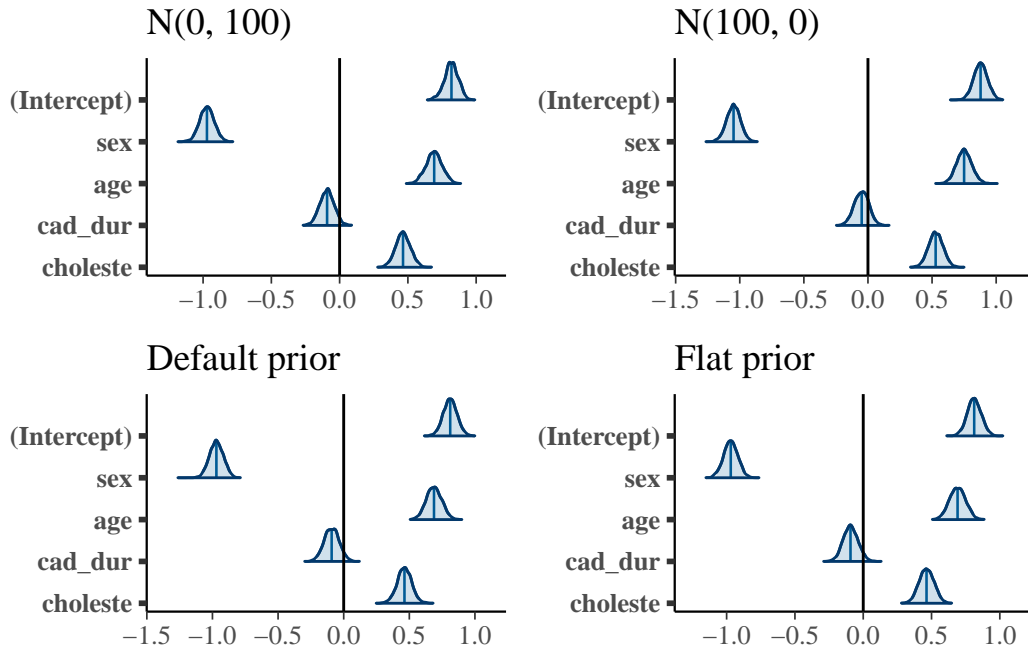 N(0, 100)
(Intercept)
sex
age
cad_dur
choleste
−1.0 −0.5 0.0 0.5 1.0
N(100, 0)
(Intercept)
sex
age
cad_dur
choleste
−1.5 −1.0 −0.5 0.0 0.5 1.0
Default prior
(Intercept)
sex
age
cad_dur
choleste
−1.5 −1.0 −0.5 0.0 0.5 1.0
Flat prior
(Intercept)
sex
age
cad_dur
choleste
−1.0 −0.5 0.0 0.5 1.0